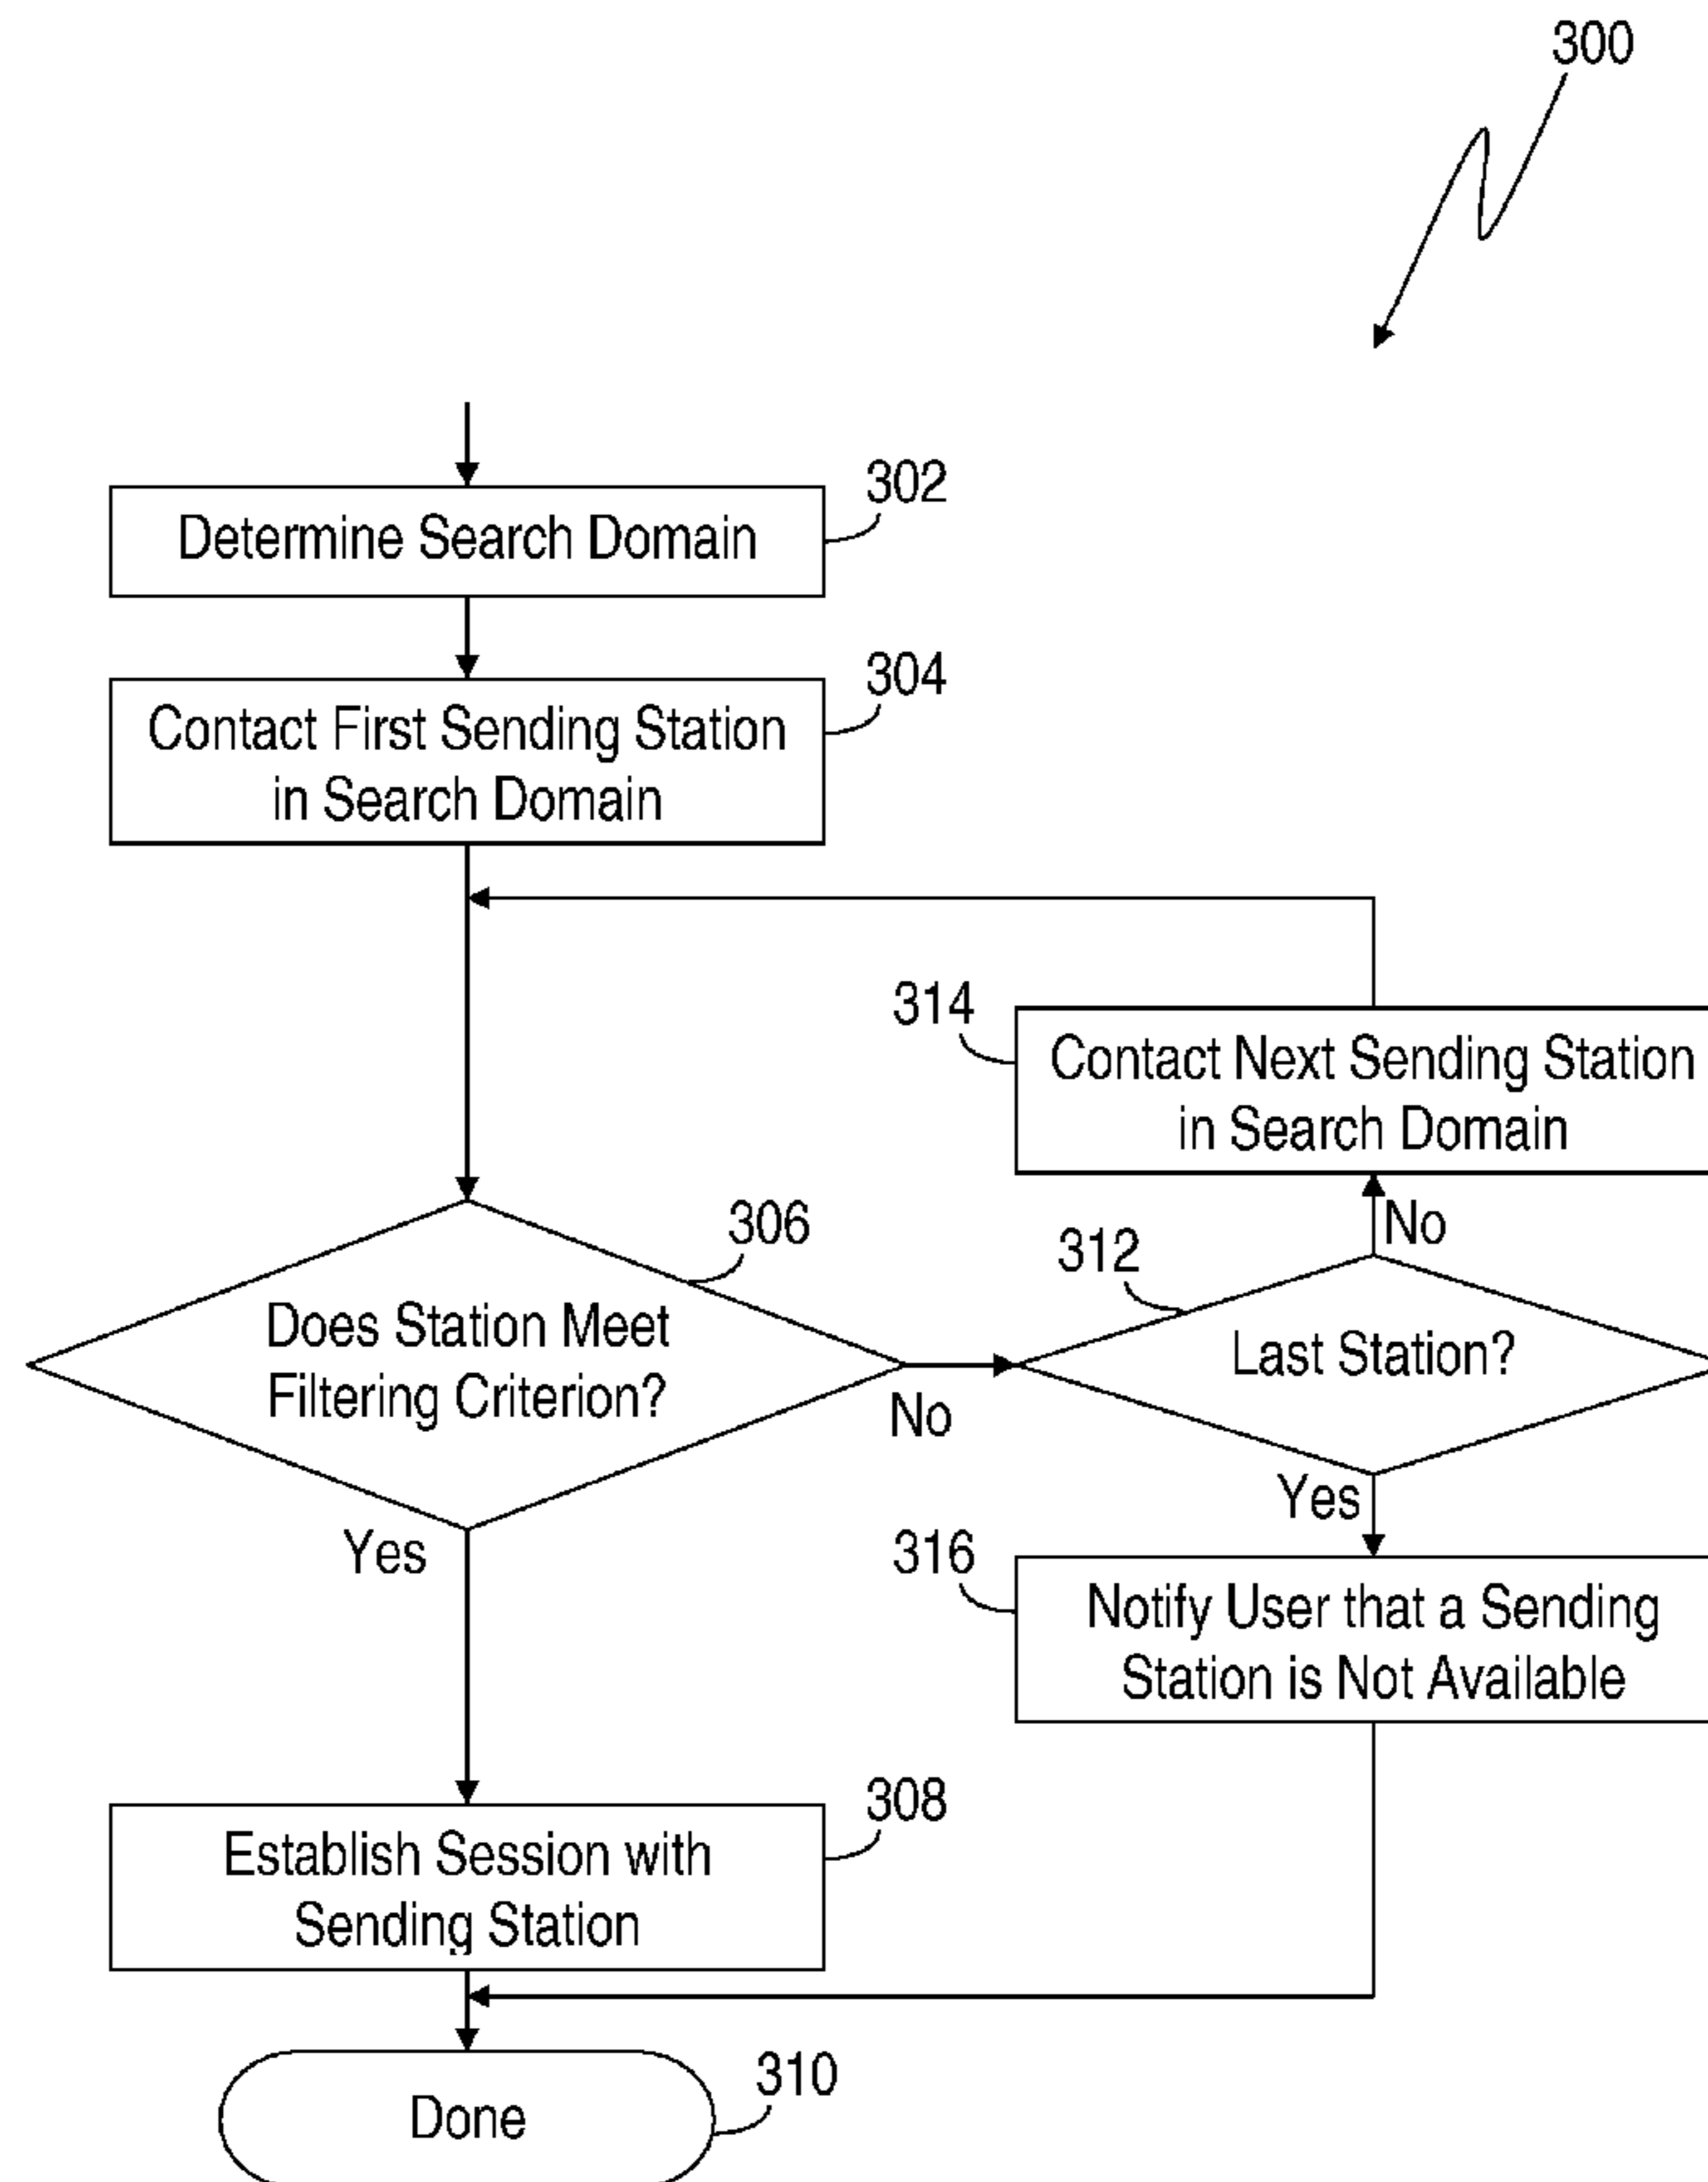 300
302
Determine Search Domain
304
Contact First Sending Station
in Search Domain
314
Contact Next Sending Station
in Search Domain
No
306
312
Does Station Meet
Filtering Criterion?
Last Station?
No
Yes
Yes
316
Notify User that a Sending
Station is Not Available
308
Establish Session with
Sending Station
310
Done